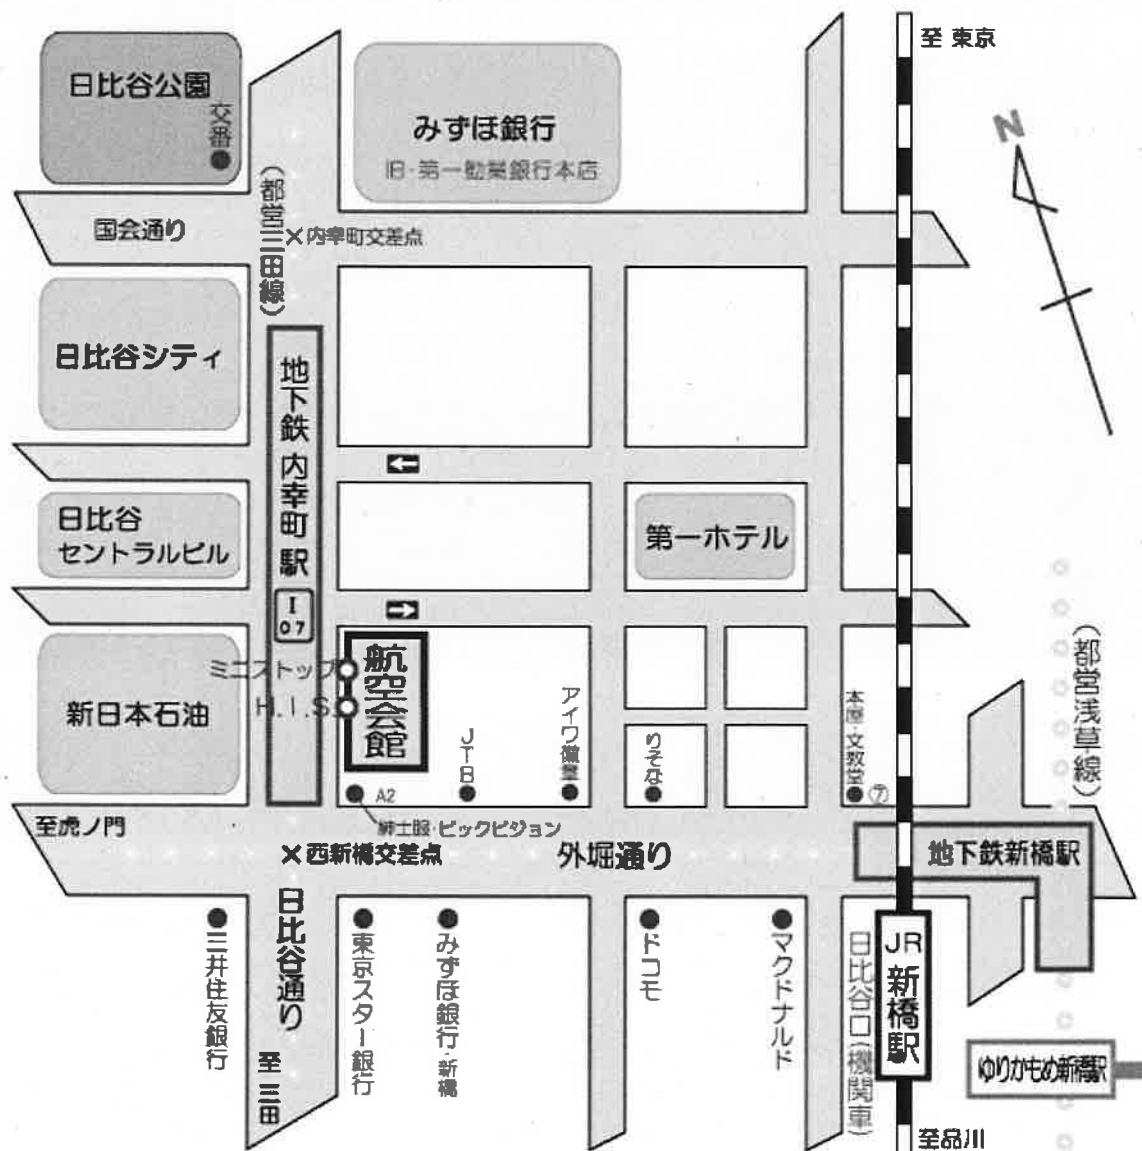 至 東京
日比谷公園
交番
みずほ銀行
旧・第一勧業銀行本店
N
(都営三田線)
国会通り
×内幸町交差点
日比谷シティ
地下鉄 内幸町 駅
I
07
日比谷
セントラルビル
第一ホテル
新日本石油
ミニストップ
H.I.S.
航空会館
JTB
アイワ徽章
りそな
本屋・文教堂
⑦
(都営浅草線)
A2
紳士服・ビックビジョン
至虎ノ門
×西新橋交差点
外堀通り
地下鉄新橋駅
三井住友銀行
日比谷通り
至 三田
東京スター銀行
みずほ銀行・新橋
ドコモ
マクドナルド
日比谷口(機関車)
JR 新橋駅
ゆりかもめ新橋駅
至品川